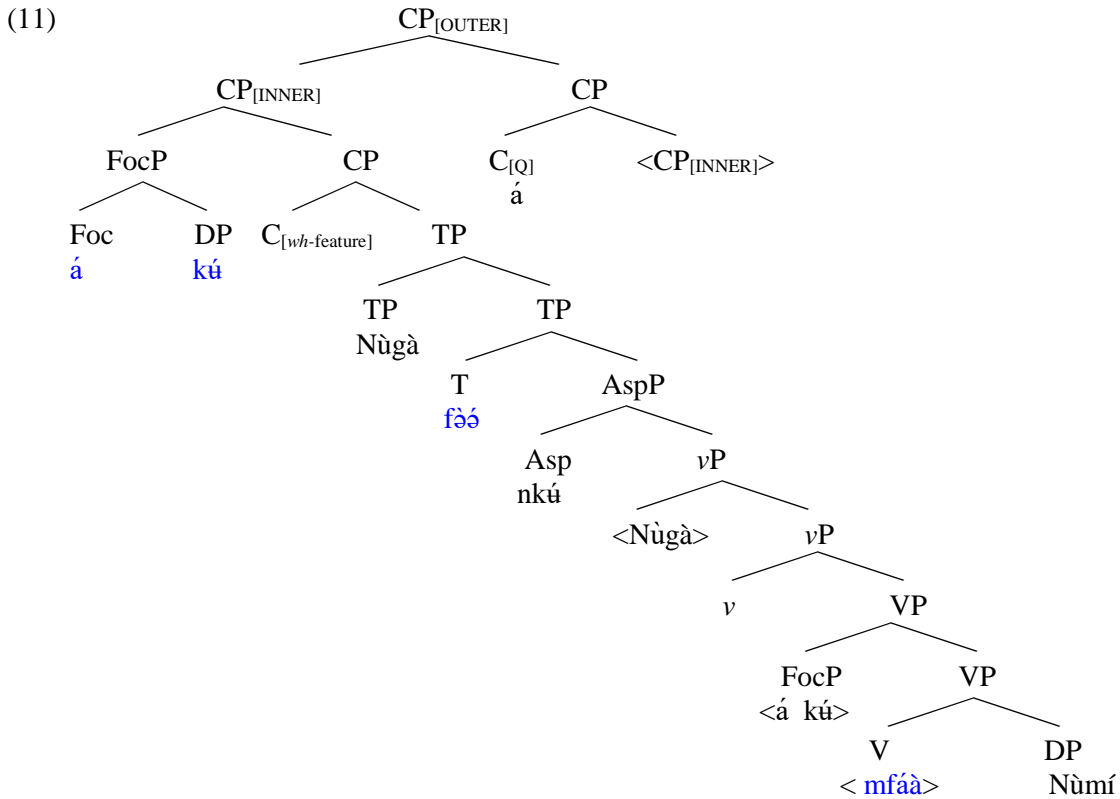 (11) CP[OUTER]
CP[INNER] CP
FocP CP C[Q] <CP[INNER]>
á
Foc DP C[wh-feature] TP
á kʉ́
TP TP
Nùgà
T AspP
fə̀ə́
Asp vP
nkʉ́
<Nùgà> vP
v VP
FocP VP
<á kʉ́>
V DP
< mfáà> Nùmí